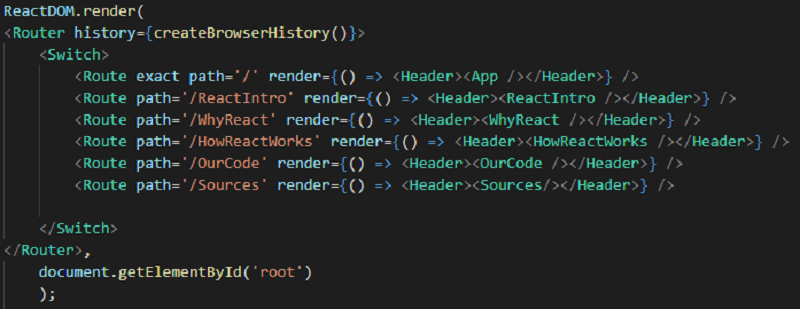 ReactDOM.render(
<Router history={createBrowserHistory()}>
<Switch>
<Route exact path='/' render={() => <Header><App /></Header>} />
<Route path='/ReactIntro' render={() => <Header><ReactIntro /></Header>} />
<Route path='/WhyReact' render={() => <Header><WhyReact /></Header>} />
<Route path='/HowReactWorks' render={() => <Header><HowReactWorks /></Header>} />
<Route path='/OurCode' render={() => <Header><OurCode /></Header>} />
<Route path='/Sources' render={() => <Header><Sources/></Header>} />
</Switch>
</Router>,
document.getElementById('root')
);